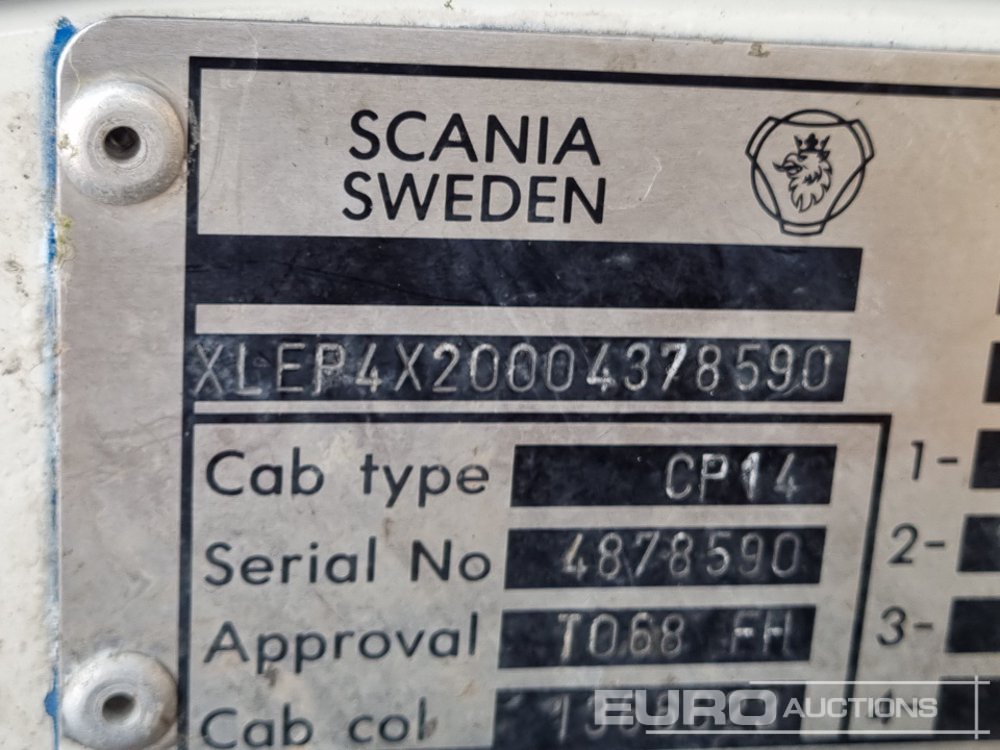 SCANIA
SWEDEN
XLEP4X20004378590
Cab type CP14 1-
Serial No 4878590 2-
Approval T068 FH 3-
Cab col 4
EURO AUCTIONS